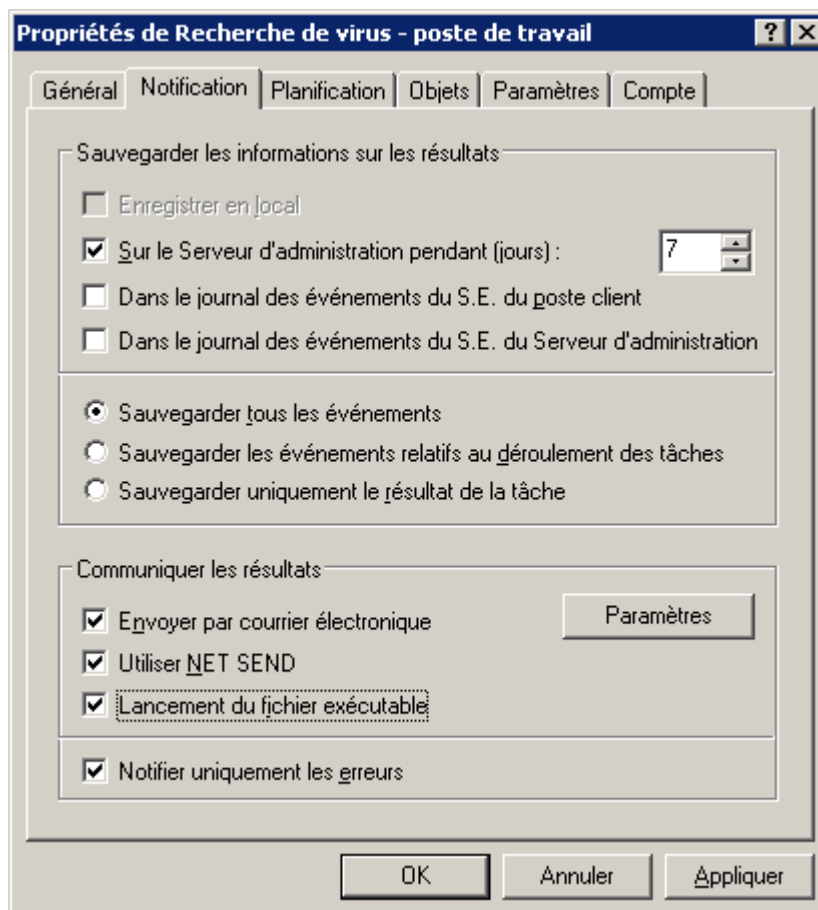 Propriétés de Recherche de virus - poste de travail
Général Notification Planification Objets Paramètres Compte
Sauvegarder les informations sur les résultats
Enregistrer en local
Sur le Serveur d'administration pendant (jours) : 7
Dans le journal des événements du S.E. du poste client
Dans le journal des événements du S.E. du Serveur d'administration
Sauvegarder tous les événements
Sauvegarder les événements relatifs au déroulement des tâches
Sauvegarder uniquement le résultat de la tâche
Communiquer les résultats
Envoyer par courrier électronique Paramètres
Utiliser NET SEND
Lancement du fichier exécutable
Notifier uniquement les erreurs
OK Annuler Appliquer